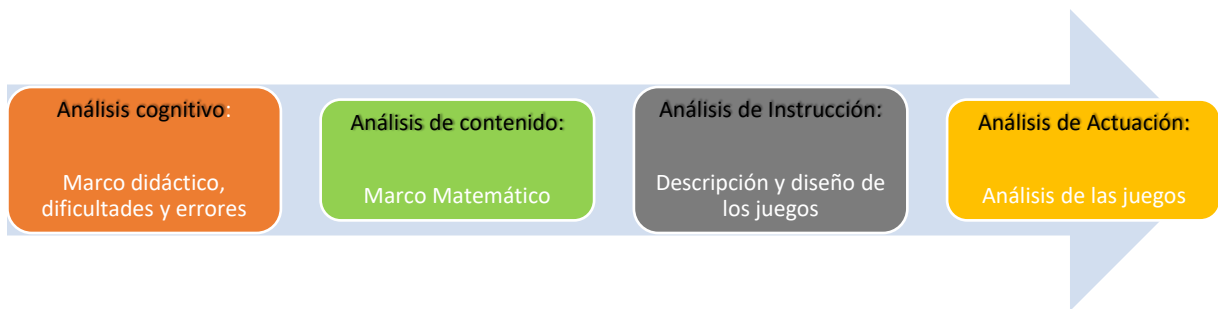 Análisis cognitivo:
Marco didáctico,
dificultades y errores
Análisis de contenido:
Marco Matemático
Análisis de Instrucción:
Descripción y diseño de
los juegos
Análisis de Actuación:
Análisis de las juegos